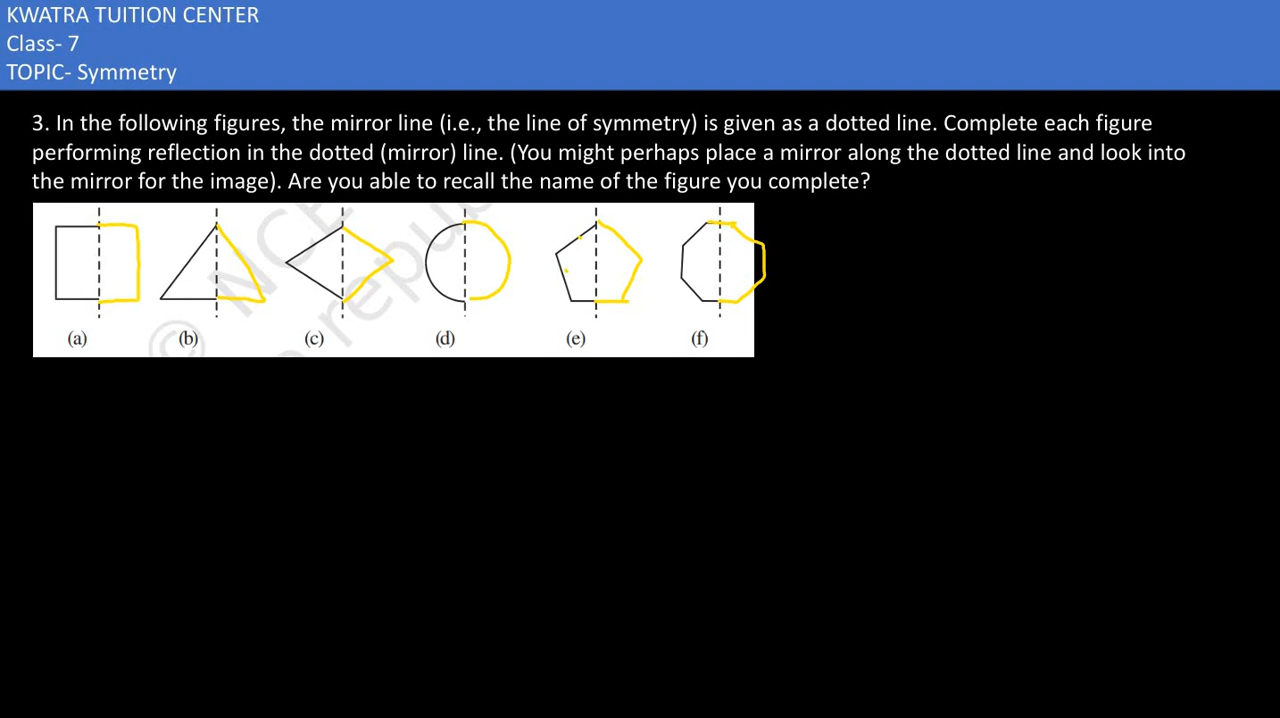 KWATRA TUITION CENTER
Class- 7
TOPIC- Symmetry
3. In the following figures, the mirror line (i.e., the line of symmetry) is given as a dotted line. Complete each figure
performing reflection in the dotted (mirror) line. (You might perhaps place a mirror along the dotted line and look into
the mirror for the image). Are you able to recall the name of the figure you complete?
(a) (b) (c) (d) (e) (f)